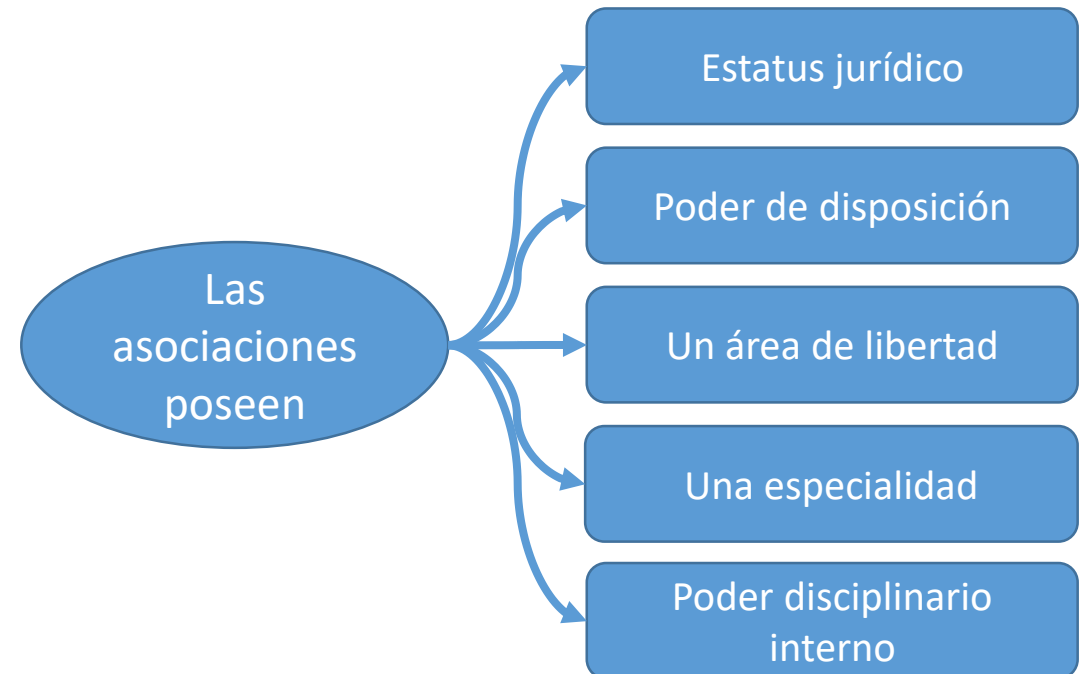 Las
asociaciones
poseen
Estatus jurídico
Poder de disposición
Un área de libertad
Una especialidad
Poder disciplinario
interno